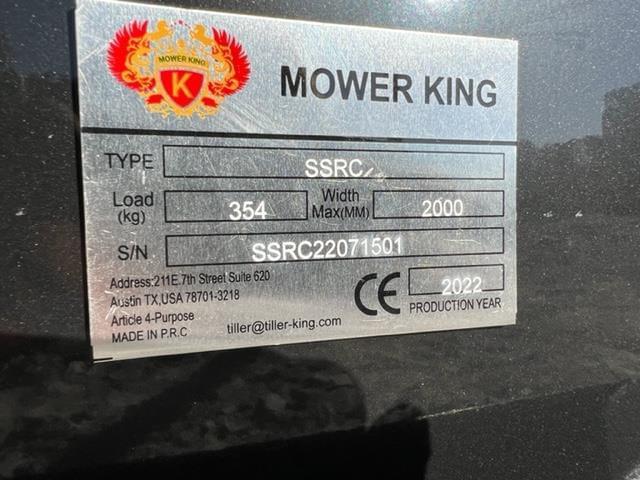 MOWER KING
K
MOWER KING
TYPE SSRC
Load (kg) 354 Width Max(MM) 2000
S/N SSRC22071501
Address:211E.7th Street Suite 620
Austin TX,USA 78701-3218
Article 4-Purpose
MADE IN P.R.C
tiller@tiller-king.com
CE
2022
PRODUCTION YEAR